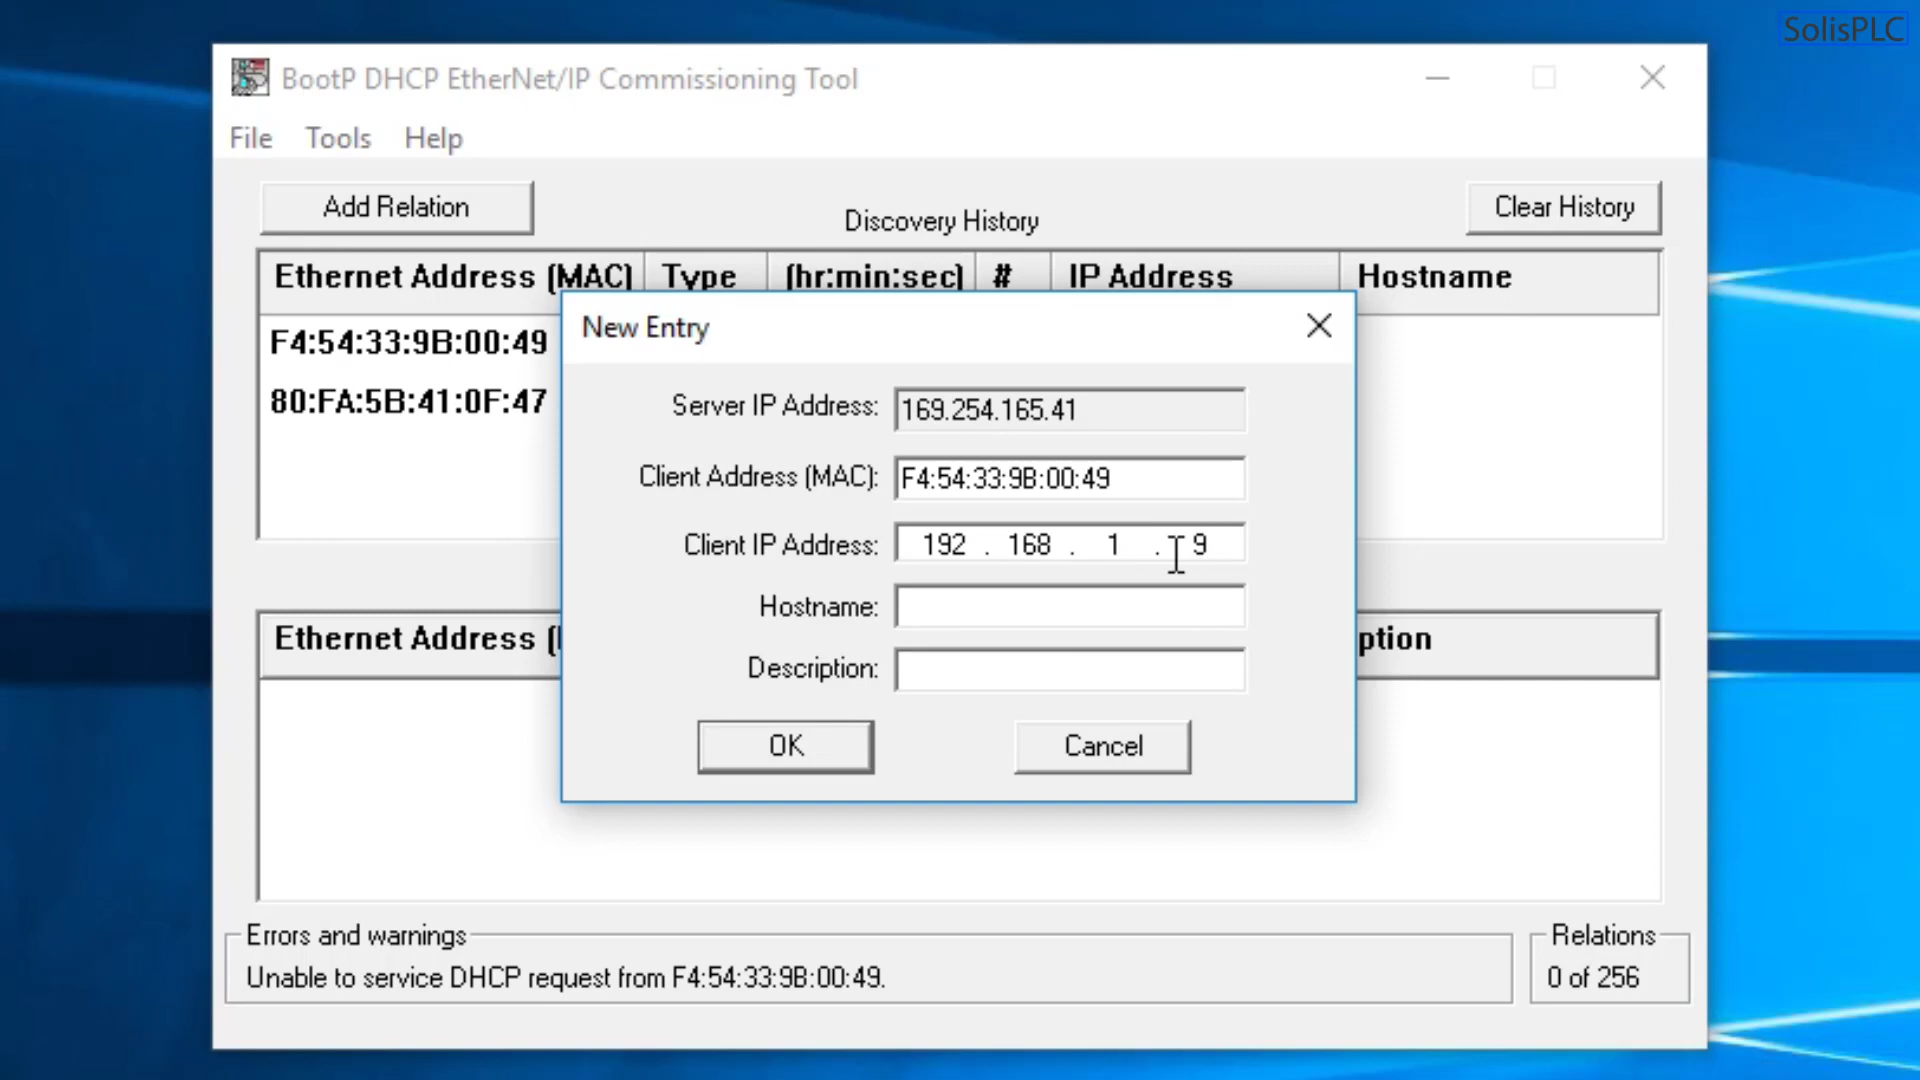 SolisPLC
BootP DHCP EtherNet/IP Commissioning Tool
File Tools Help
Add Relation
Discovery History
Clear History
Ethernet Address (MAC) Type (hr:min:sec) # IP Address Hostname
F4:54:33:9B:00:49
80:FA:5B:41:0F:47
New Entry
Server IP Address: 169.254.165.41
Client Address (MAC): F4:54:33:9B:00:49
Client IP Address: 192 . 168 . 1 . 9
Hostname:
Description:
OK Cancel
Ethernet Address ( ption
Errors and warnings
Unable to service DHCP request from F4:54:33:9B:00:49.
Relations
0 of 256